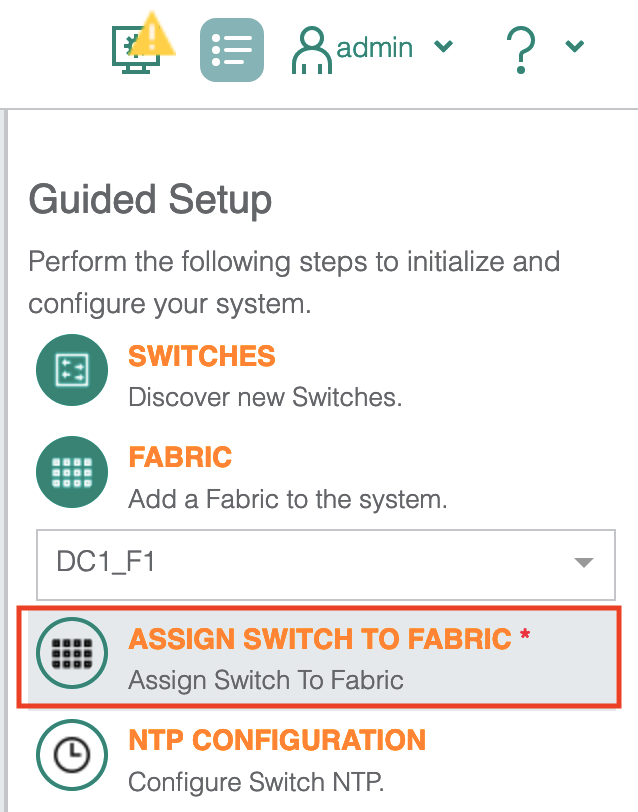 admin
Guided Setup
Perform the following steps to initialize and
configure your system.
SWITCHES
Discover new Switches.
FABRIC
Add a Fabric to the system.
DC1_F1
ASSIGN SWITCH TO FABRIC *
Assign Switch To Fabric
NTP CONFIGURATION
Configure Switch NTP.